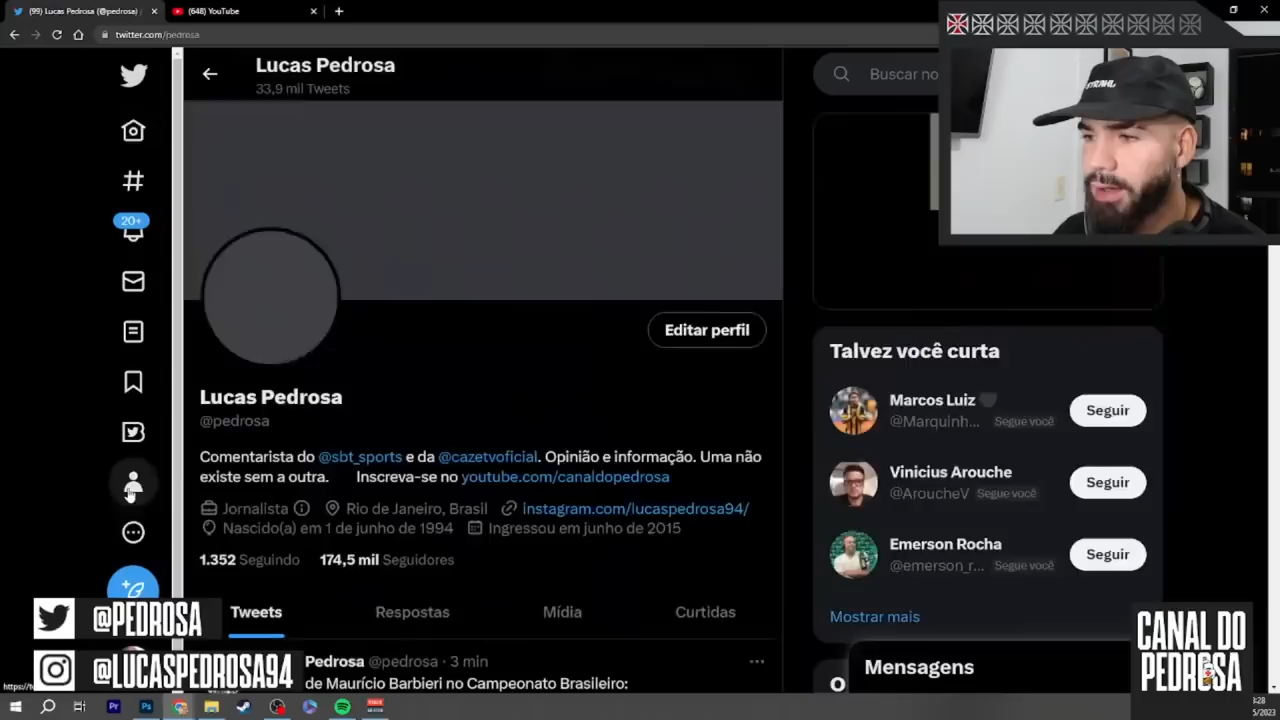 (99) Lucas Pedrosa (@pedrosa) /
(648) YouTube
twitter.com/pedrosa
Lucas Pedrosa
33,9 mil Tweets
Buscar no
STRAHL
20+
Editar perfil
Lucas Pedrosa
@pedrosa
Comentarista do @sbt_sports e da @cazetvoficial. Opinião e informação. Uma não
existe sem a outra. Inscreva-se no youtube.com/canaldopedrosa
Jornalista Rio de Janeiro, Brasil instagram.com/lucaspedrosa94/
Nascido(a) em 1 de junho de 1994 Ingressou em junho de 2015
1.352 Seguindo 174,5 mil Seguidores
Tweets Respostas Mídia Curtidas
Pedrosa @pedrosa · 3 min
de Maurício Barbieri no Campeonato Brasileiro:
Talvez você curta
Marcos Luiz
@Marquinh... Segue você
Seguir
Vinicius Arouche
@AroucheV Segue você
Seguir
Emerson Rocha
@emerson_r... Segue você
Seguir
Mostrar mais
Mensagens
@PEDROSA
@LUCASPEDROSA94
CANAL DO
PEDROSA